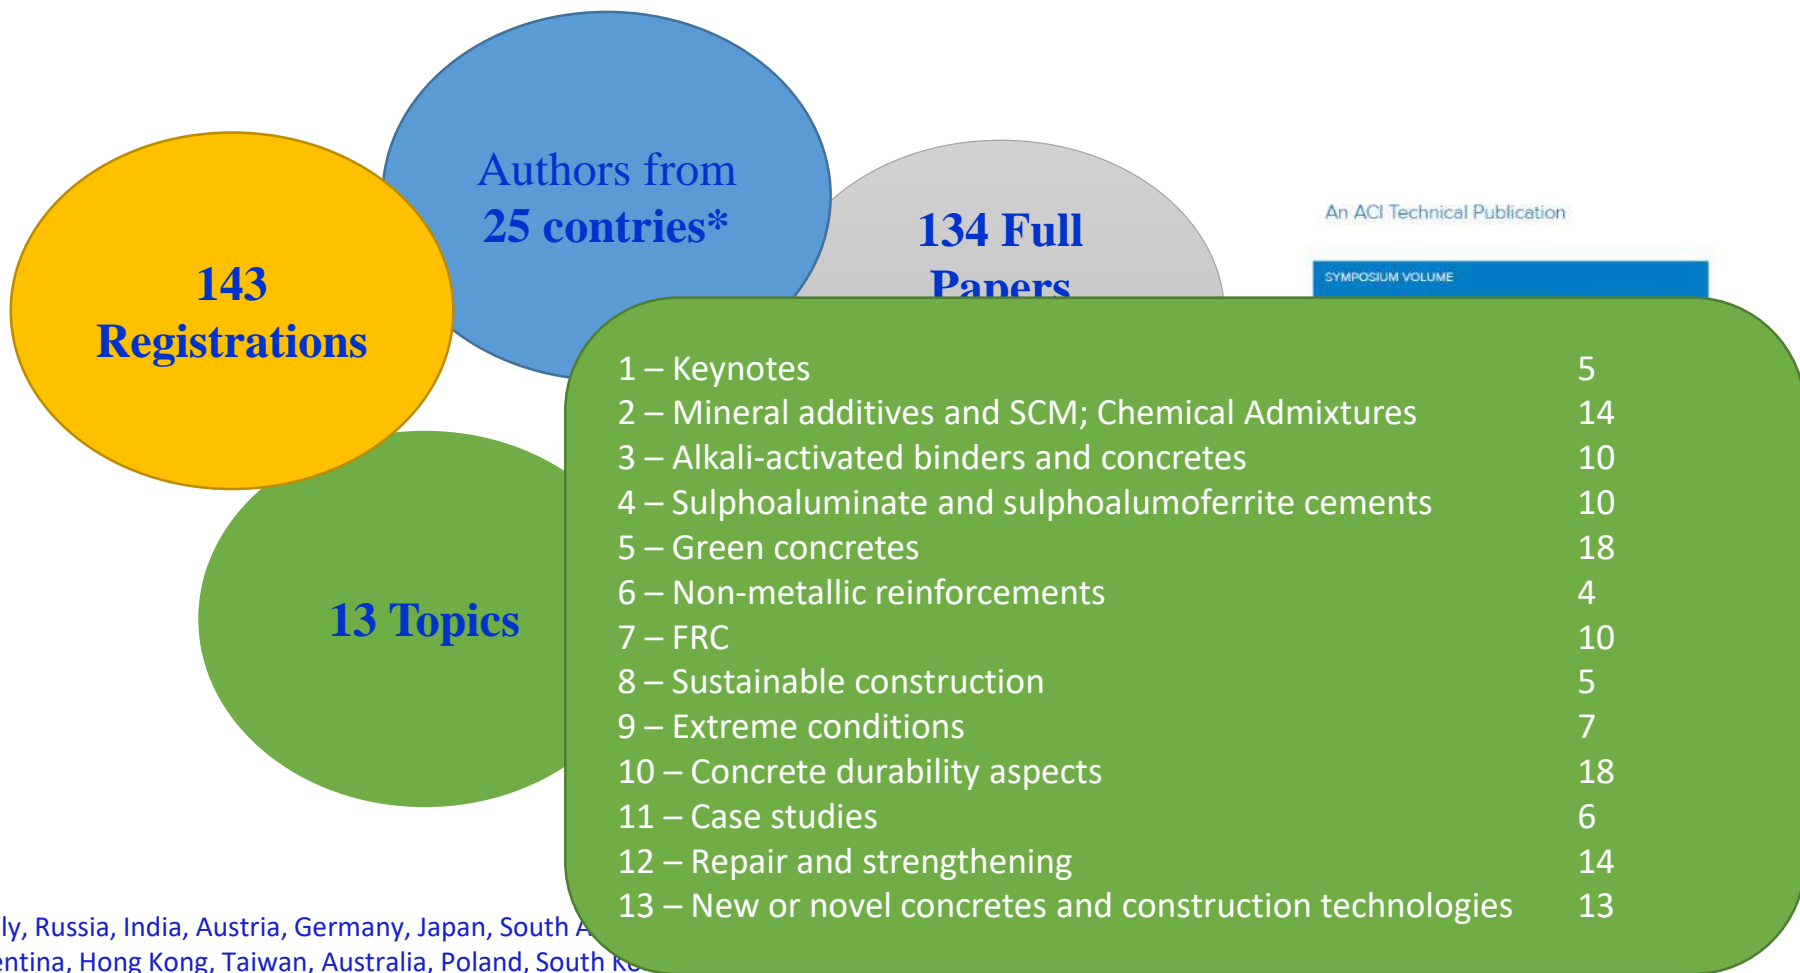 Authors from
25 contries*
143
Registrations
134 Full
Papers
An ACI Technical Publication
SYMPOSIUM VOLUME
13 Topics
1 – Keynotes 5
2 – Mineral additives and SCM; Chemical Admixtures 14
3 – Alkali-activated binders and concretes 10
4 – Sulphoaluminate and sulphoalumoferrite cements 10
5 – Green concretes 18
6 – Non-metallic reinforcements 4
7 – FRC 10
8 – Sustainable construction 5
9 – Extreme conditions 7
10 – Concrete durability aspects 18
11 – Case studies 6
12 – Repair and strengthening 14
13 – New or novel concretes and construction technologies 13
ly, Russia, India, Austria, Germany, Japan, South
entina, Hong Kong, Taiwan, Australia, Poland, South